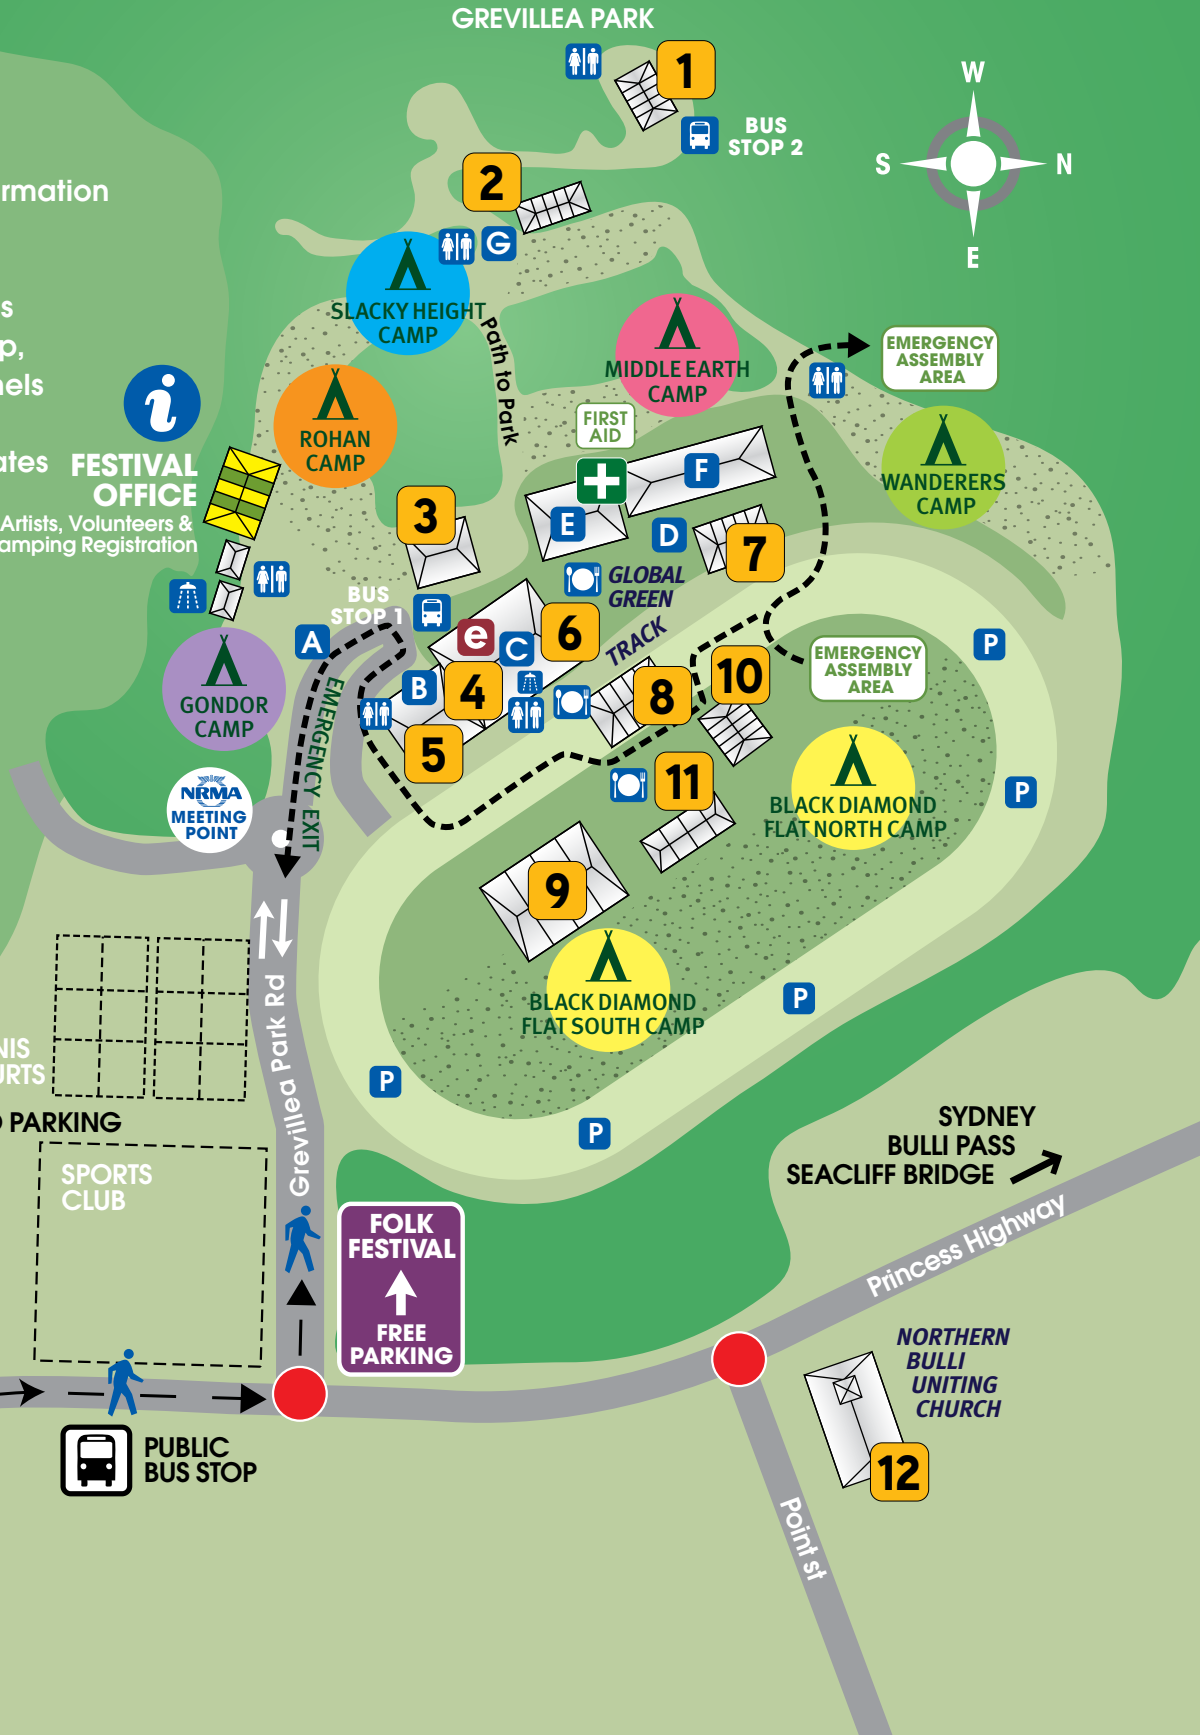 GREVILLEA PARK
1
BUS
STOP 2
W
S
N
E
2
G
rmation
SLACKY HEIGHT
CAMP
Path to Park
s
p,
nels
MIDDLE EARTH
CAMP
EMERGENCY
ASSEMBLY
AREA
i
ROHAN
CAMP
FIRST
AID
WANDERERS
CAMP
ates
FESTIVAL
OFFICE
Artists, Volunteers &
amping Registration
F
E
D
3
7
GLOBAL
GREEN
BUS
STOP 1
A
e
C
6
TRACK
B
4
5
8
10
EMERGENCY
ASSEMBLY
AREA
P
GONDOR
CAMP
EMERGENCY EXIT
NRMA
MEETING
POINT
11
BLACK DIAMOND
FLAT NORTH CAMP
P
9
BLACK DIAMOND
FLAT SOUTH CAMP
P
P
P
Grevillea Park Rd
NIS
URTS
O PARKING
SPORTS
CLUB
FOLK
FESTIVAL
FREE
PARKING
SYDNEY
BULLI PASS
SEACLIFF BRIDGE
Princess Highway
NORTHERN
BULLI
UNITING
CHURCH
12
PUBLIC
BUS STOP
Point st